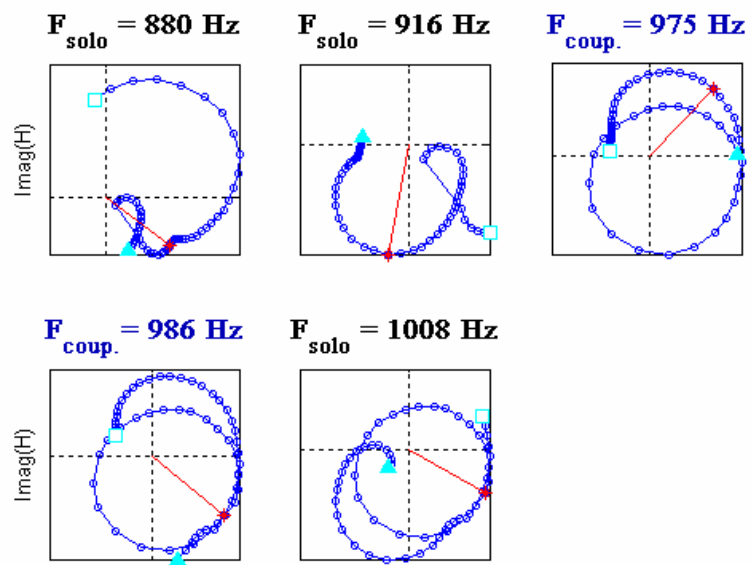 F_solo = 880 Hz
F_solo = 916 Hz
F_coup. = 975 Hz
Imag(H)
F_coup. = 986 Hz
F_solo = 1008 Hz
Imag(H)